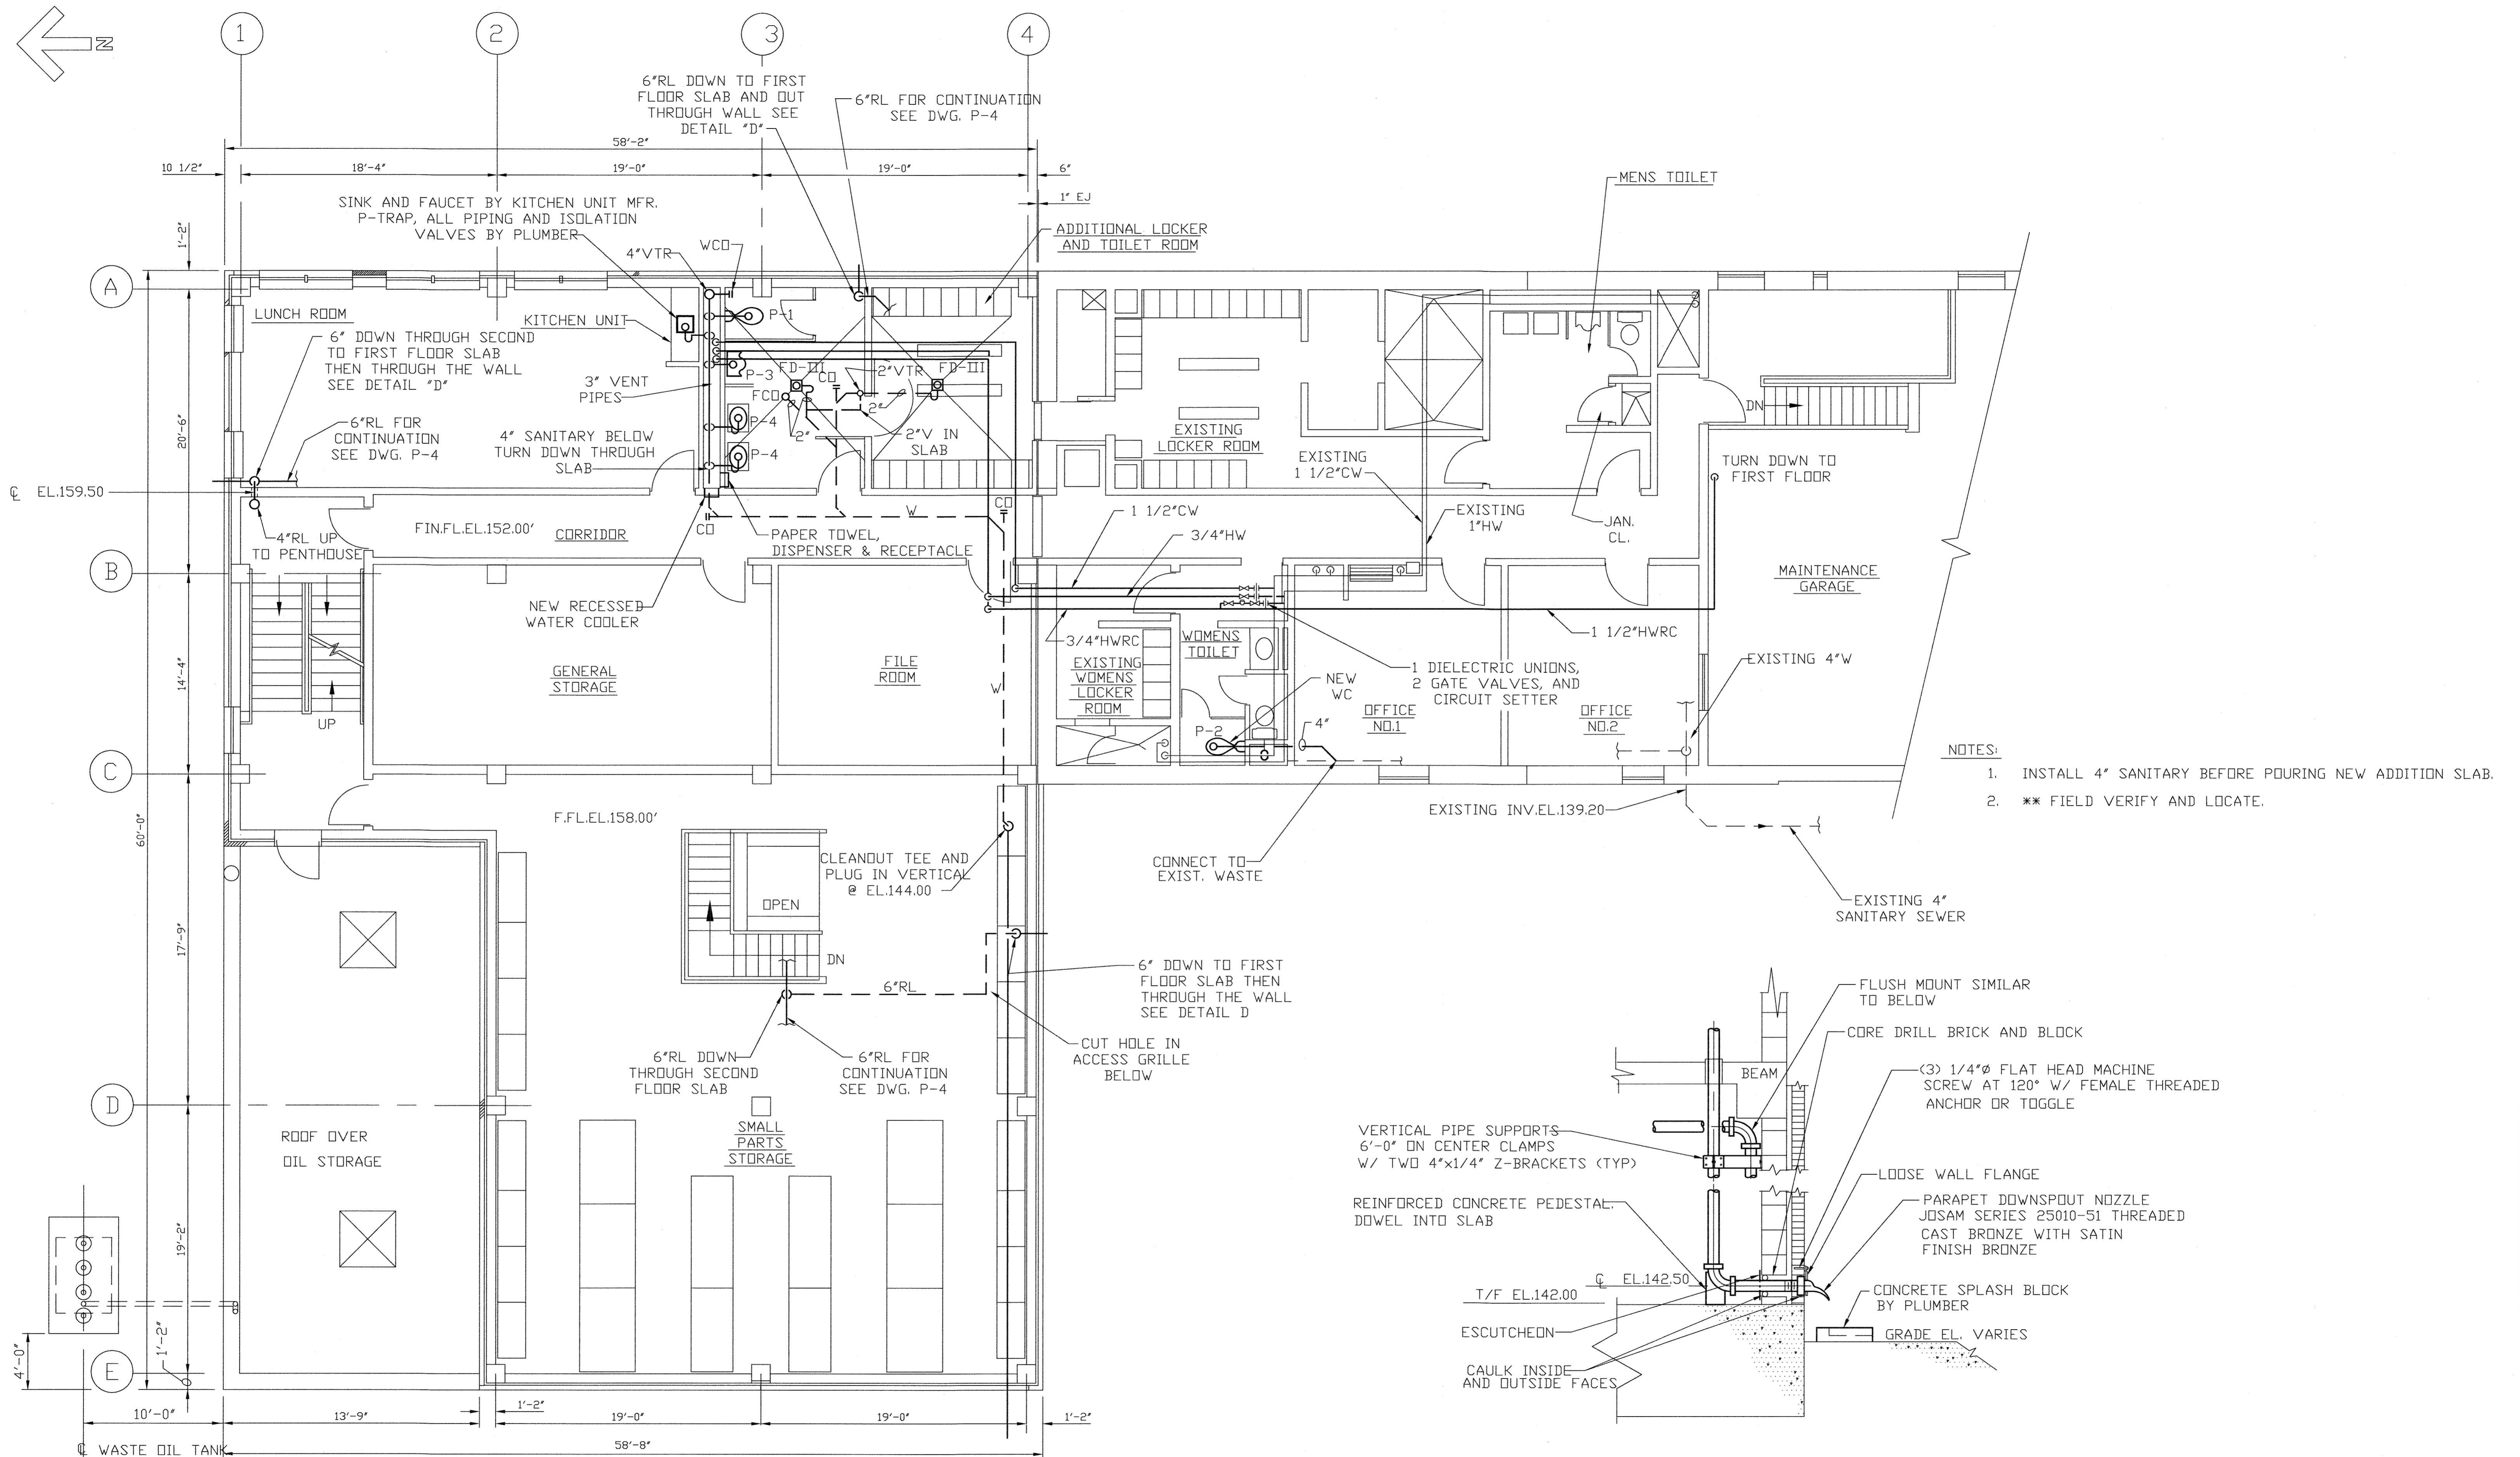 N
1
2
3
4
6"RL DOWN TO FIRST
FLOOR SLAB AND OUT
THROUGH WALL SEE
DETAIL "D"
6"RL FOR CONTINUATION
SEE DWG. P-4
58'-2"
10 1/2"
18'-4"
19'-0"
19'-0"
6"
1" EJ
MENS TOILET
SINK AND FAUCET BY KITCHEN UNIT MFR.
P-TRAP, ALL PIPING AND ISOLATION
VALVES BY PLUMBER
4"VTR
WCO
ADDITIONAL LOCKER
AND TOILET ROOM
1'-2"
A
LUNCH ROOM
KITCHEN UNIT
P-1
6" DOWN THROUGH SECOND
TO FIRST FLOOR SLAB
THEN THROUGH THE WALL
SEE DETAIL "D"
3" VENT
PIPES
P-3
FD-III
CO
2"VTR
FD-III
FCO
P-4
2"
2"
2"V IN
SLAB
P-4
DN
EXISTING
LOCKER ROOM
6"RL FOR
CONTINUATION
SEE DWG. P-4
4" SANITARY BELOW
TURN DOWN THROUGH
SLAB
EXISTING
1 1/2"CW
TURN DOWN TO
FIRST FLOOR
20'-6"
℄ EL.159.50
4"RL UP
TO PENTHOUSE
FIN.FL.EL.152.00'
CORRIDOR
CO
W
CO
PAPER TOWEL,
DISPENSER & RECEPTACLE
1 1/2"CW
3/4"HW
EXISTING
1"HW
JAN.
CL.
B
MAINTENANCE
GARAGE
NEW RECESSED
WATER COOLER
3/4"HWRC
WOMENS
TOILET
1 1/2"HWRC
GENERAL
STORAGE
FILE
ROOM
W
EXISTING
WOMENS
LOCKER
ROOM
1 DIELECTRIC UNIONS,
2 GATE VALVES, AND
CIRCUIT SETTER
EXISTING 4"W
NEW
WC
OFFICE
NO.1
OFFICE
NO.2
14'-4"
UP
P-2
4"
C
NOTES:
1. INSTALL 4" SANITARY BEFORE POURING NEW ADDITION SLAB.
2. ** FIELD VERIFY AND LOCATE.
EXISTING INV.EL.139.20
F.FL.EL.158.00'
60'-0"
CLEANOUT TEE AND
PLUG IN VERTICAL
@ EL.144.00
CONNECT TO
EXIST. WASTE
OPEN
EXISTING 4"
SANITARY SEWER
17'-9"
DN
6"RL
6" DOWN TO FIRST
FLOOR SLAB THEN
THROUGH THE WALL
SEE DETAIL D
CUT HOLE IN
ACCESS GRILLE
BELOW
6"RL DOWN
THROUGH SECOND
FLOOR SLAB
6"RL FOR
CONTINUATION
SEE DWG. P-4
FLUSH MOUNT SIMILAR
TO BELOW
CORE DRILL BRICK AND BLOCK
BEAM
(3) 1/4"Ø FLAT HEAD MACHINE
SCREW AT 120° W/ FEMALE THREADED
ANCHOR OR TOGGLE
D
ROOF OVER
OIL STORAGE
SMALL
PARTS
STORAGE
VERTICAL PIPE SUPPORTS
6'-0" ON CENTER CLAMPS
W/ TWO 4"x1/4" Z-BRACKETS (TYP)
LOOSE WALL FLANGE
REINFORCED CONCRETE PEDESTAL.
DOWEL INTO SLAB
PARAPET DOWNSPOUT NOZZLE
JOSAM SERIES 25010-51 THREADED
CAST BRONZE WITH SATIN
FINISH BRONZE
19'-2"
℄ EL.142.50
T/F EL.142.00
CONCRETE SPLASH BLOCK
BY PLUMBER
ESCUTCHEON
GRADE EL. VARIES
CAULK INSIDE
AND OUTSIDE FACES
4'-0"
1'-2"
E
10'-0"
13'-9"
1'-2"
19'-0"
19'-0"
1'-2"
58'-8"
℄ WASTE OIL TANK